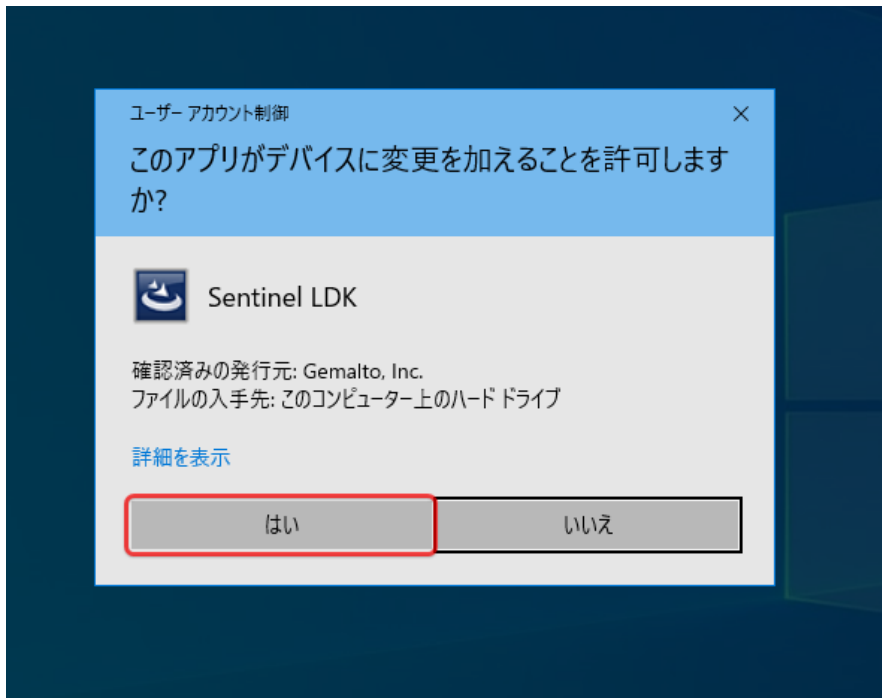 ユーザー アカウント制御
このアプリがデバイスに変更を加えることを許可します
か?
Sentinel LDK
確認済みの発行元: Gemalto, Inc.
ファイルの入手先: このコンピューター上のハード ドライブ
詳細を表示
はい
いいえ